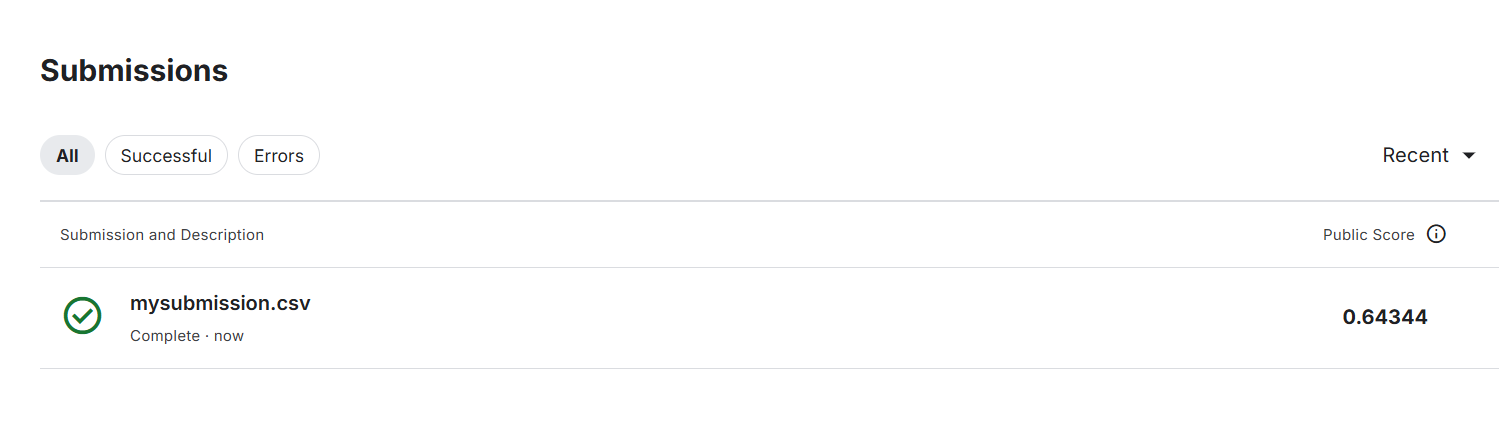 Submissions
All Successful Errors Recent
Submission and Description Public Score
mysubmission.csv
Complete · now
0.64344